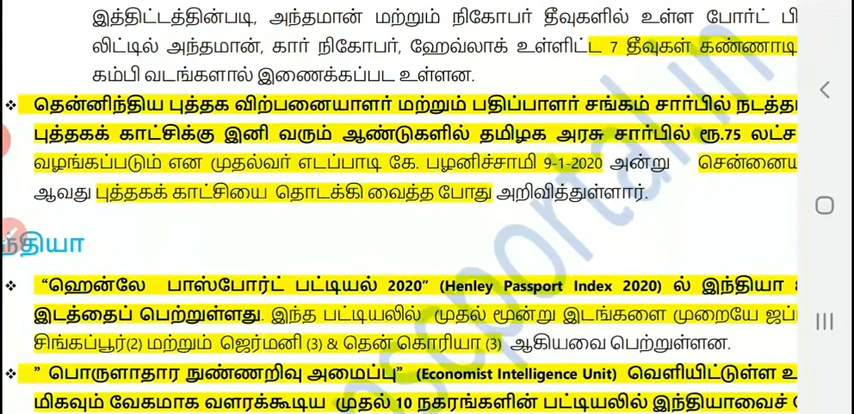 இத்திட்டத்தின்படி, அந்தமான் மற்றும் நிகோபர் தீவுகளில் உள்ள போர்ட்
லிட்டில் அந்தமான், கார் நிகோபர், ஹேவ்லாக் உள்ளிட்ட 7 தீவுகள்
கம்பி வடங்களால் இணைக்கப்பட உள்ளன.
❖ தென்னிந்திய புத்தக விற்பனையாளர் மற்றும் பதிப்பாளர் சங்கம் சார்பில்
புத்தகக் காட்சிக்கு இனி வரும் ஆண்டுகளில் தமிழக அரசு சார்பில் ரூ.75
வழங்கப்படும் என முதல்வர் எடப்பாடி கே. பழனிச்சாமி 9-1-2020 அன்று
ஆவது புத்தகக் காட்சியை தொடக்கி வைத்த போது அறிவித்துள்ளார்.
ந்தியா
❖ “ஹென்லே பாஸ்போர்ட் பட்டியல் 2020” (Henley Passport Index 2020) ல் இந்தியா
இடத்தைப் பெற்றுள்ளது. இந்த பட்டியலில் முதல் மூன்று இடங்களை முறையே
சிங்கப்பூர்(2) மற்றும் ஜெர்மனி (3) & தென் கொரியா (3) ஆகியவை பெற்றுள்ளன.
❖ ” பொருளாதார நுண்ணறிவு அமைப்பு” (Economist Intelligence Unit) வெளியிட்டுள்ள
மிகவும் வேகமாக வளரக்கூடிய முதல் 10 நகரங்களின் பட்டியலில் இந்தியாவைச்
nscportal.in